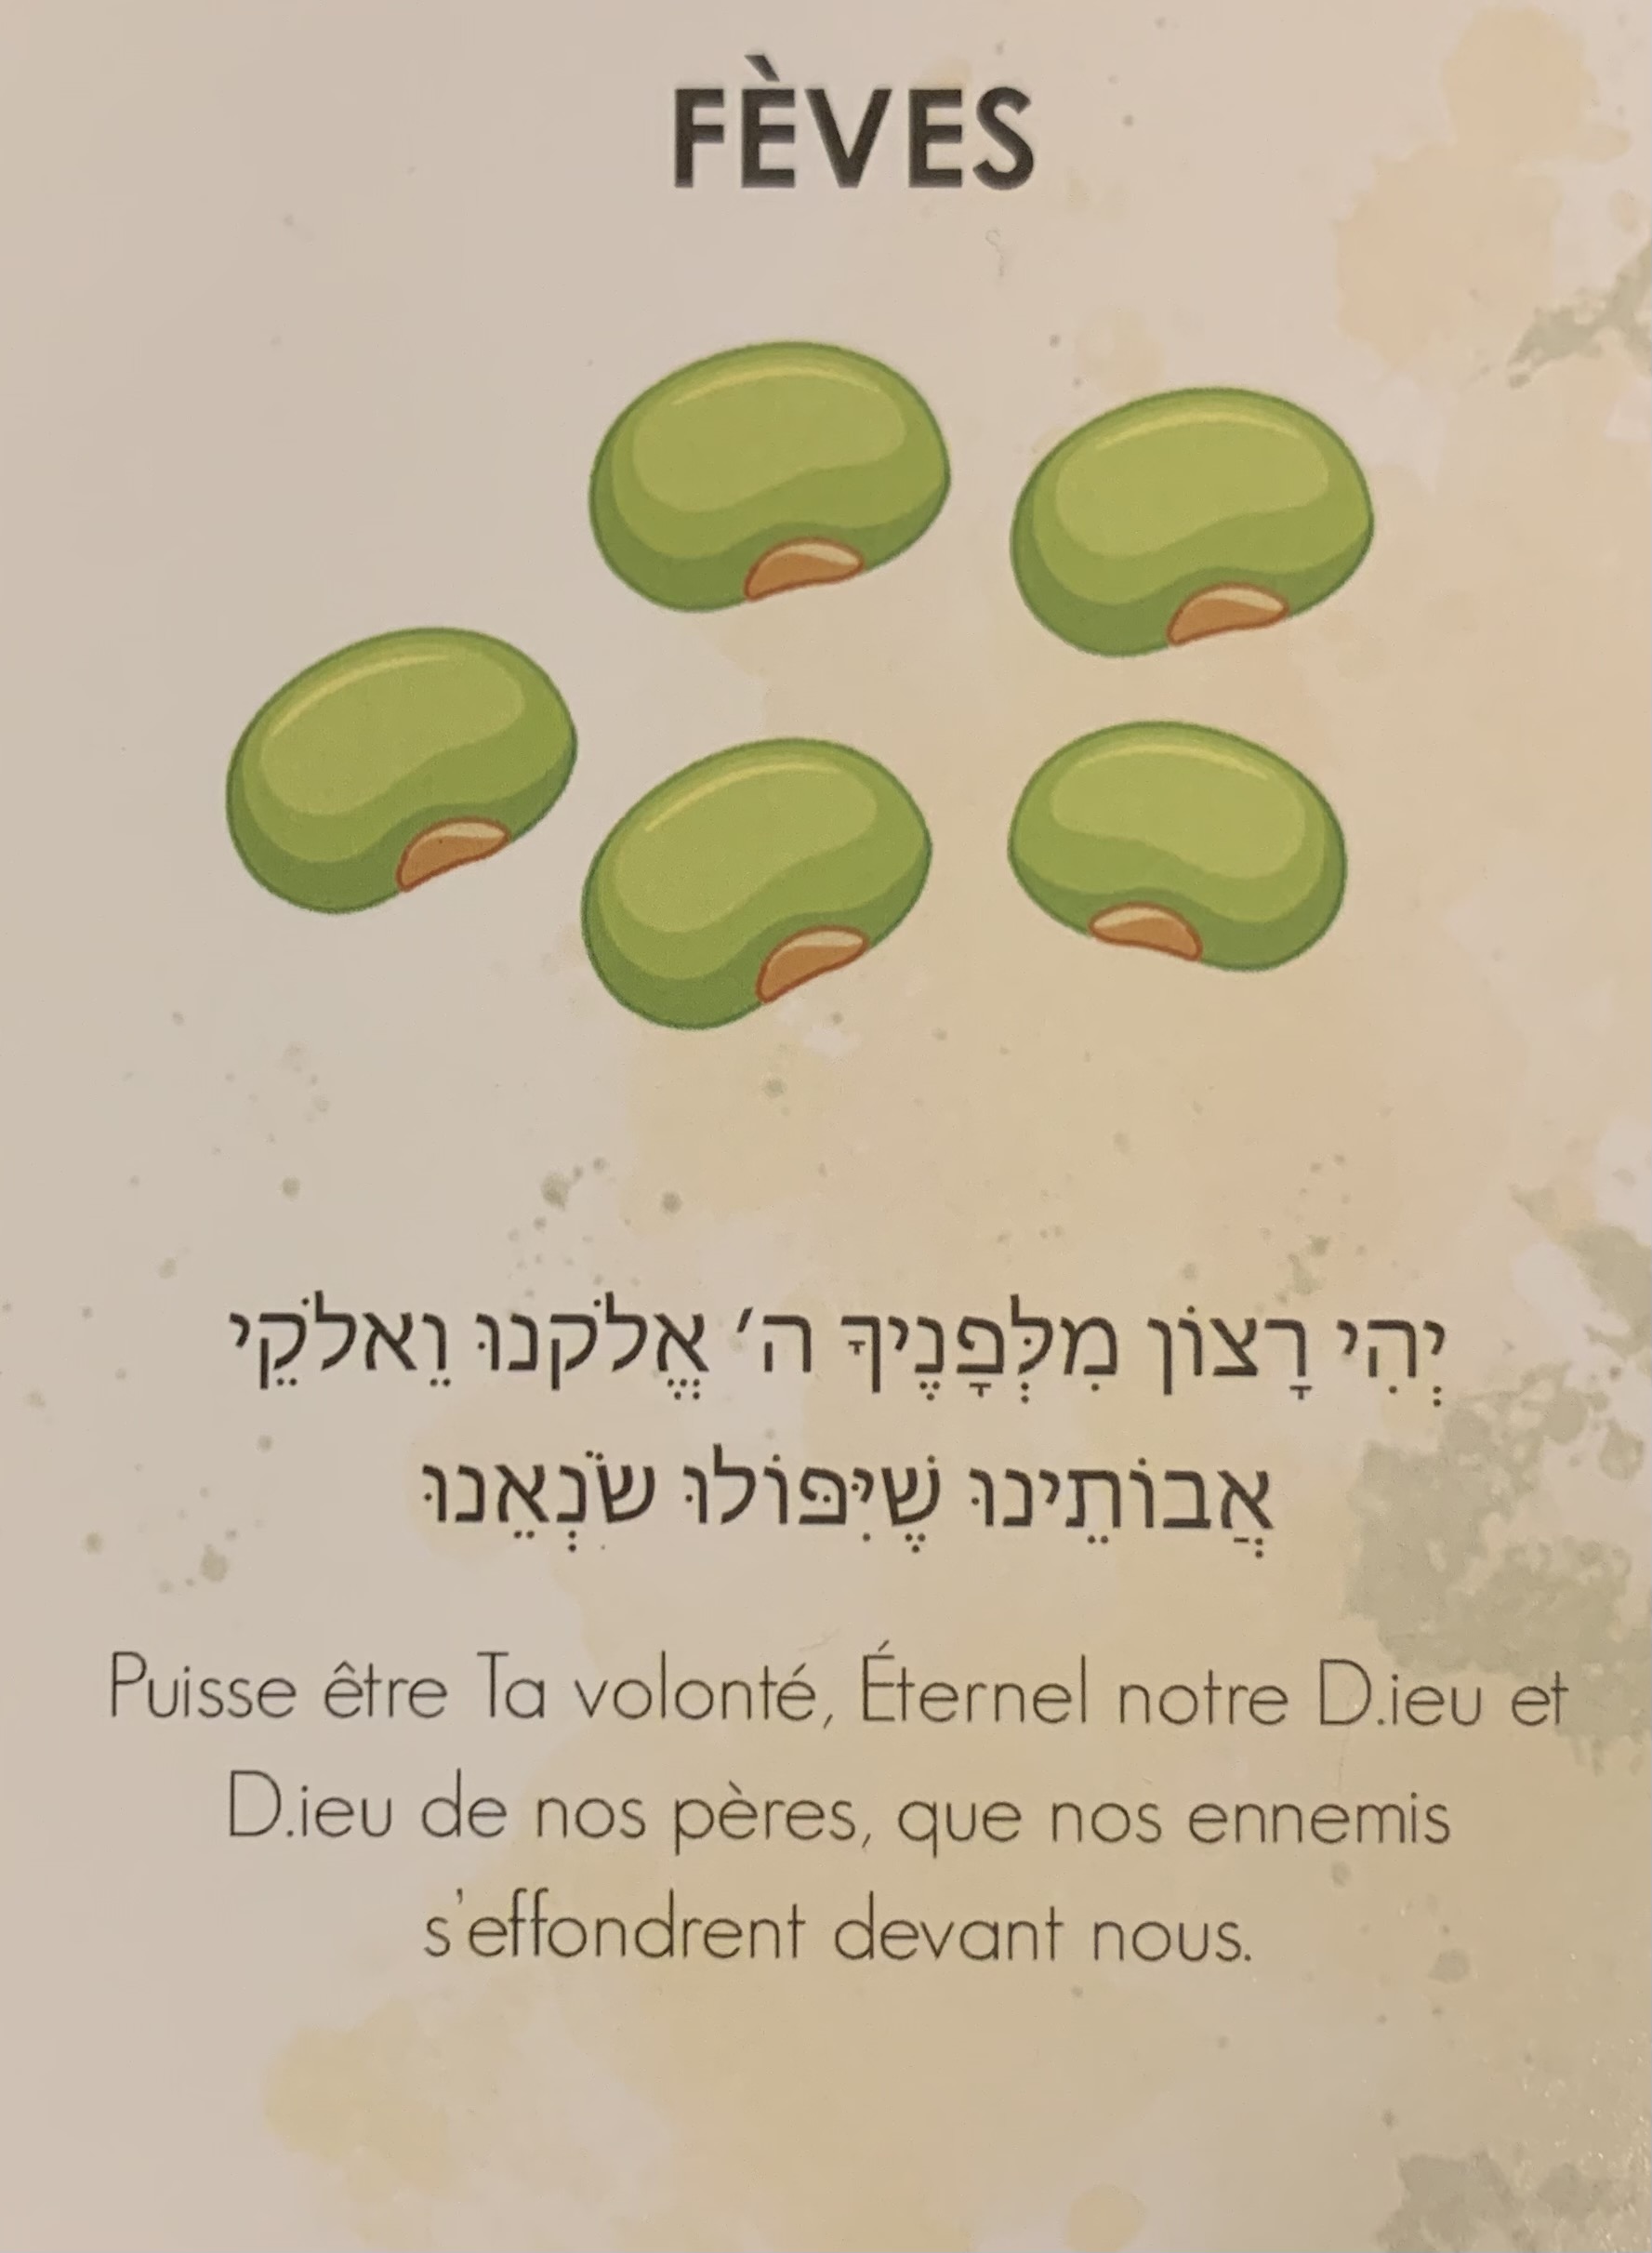 FÈVES
יְהִי רָצוֹן מִלְּפָנֶיךָ ה׳ אֱלֹקנוּ וֵאלֹקֵי
אֲבוֹתֵינוּ שֶׁיִּפּוֹלוּ שֹׂנְאֵנוּ
Puisse être Ta volonté, Éternel notre D.ieu et
D.ieu de nos pères, que nos ennemis
s'effondrent devant nous.